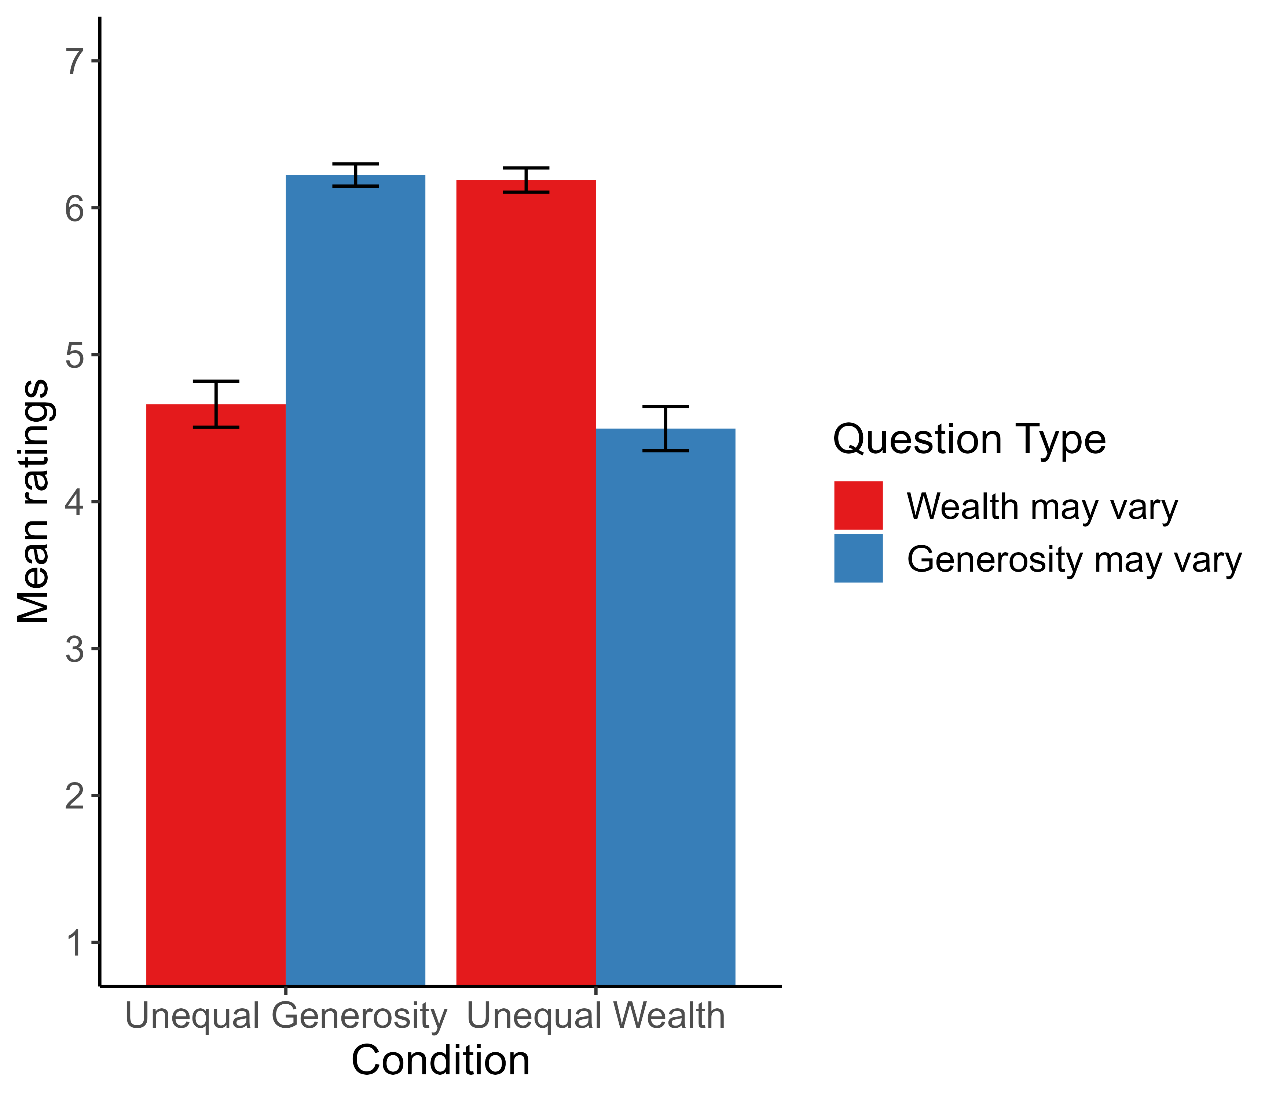 7
6
5
4
3
2
1
Mean ratings
Unequal Generosity
Unequal Wealth
Condition
Question Type
Wealth may vary
Generosity may vary